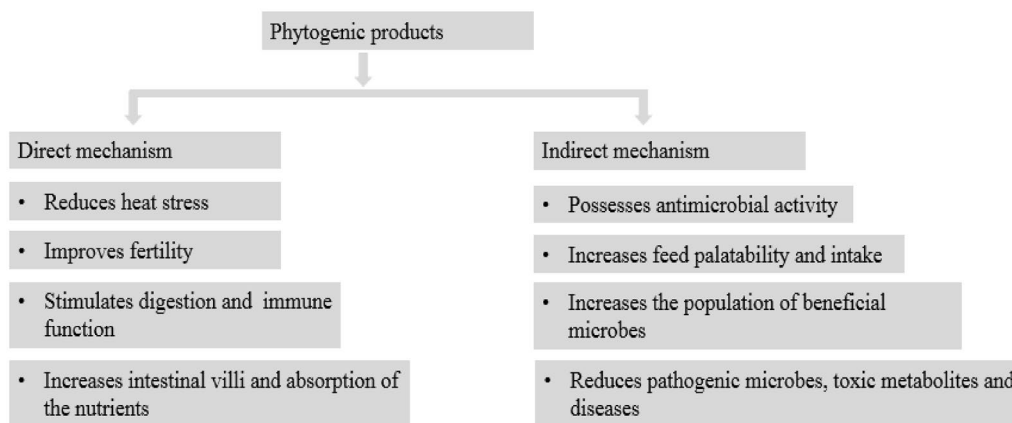 Phytogenic products
Direct mechanism
• Reduces heat stress
• Improves fertility
• Stimulates digestion and immune
function
• Increases intestinal villi and absorption of
the nutrients
Indirect mechanism
• Possesses antimicrobial activity
• Increases feed palatability and intake
• Increases the population of beneficial
microbes
• Reduces pathogenic microbes, toxic metabolites and
diseases